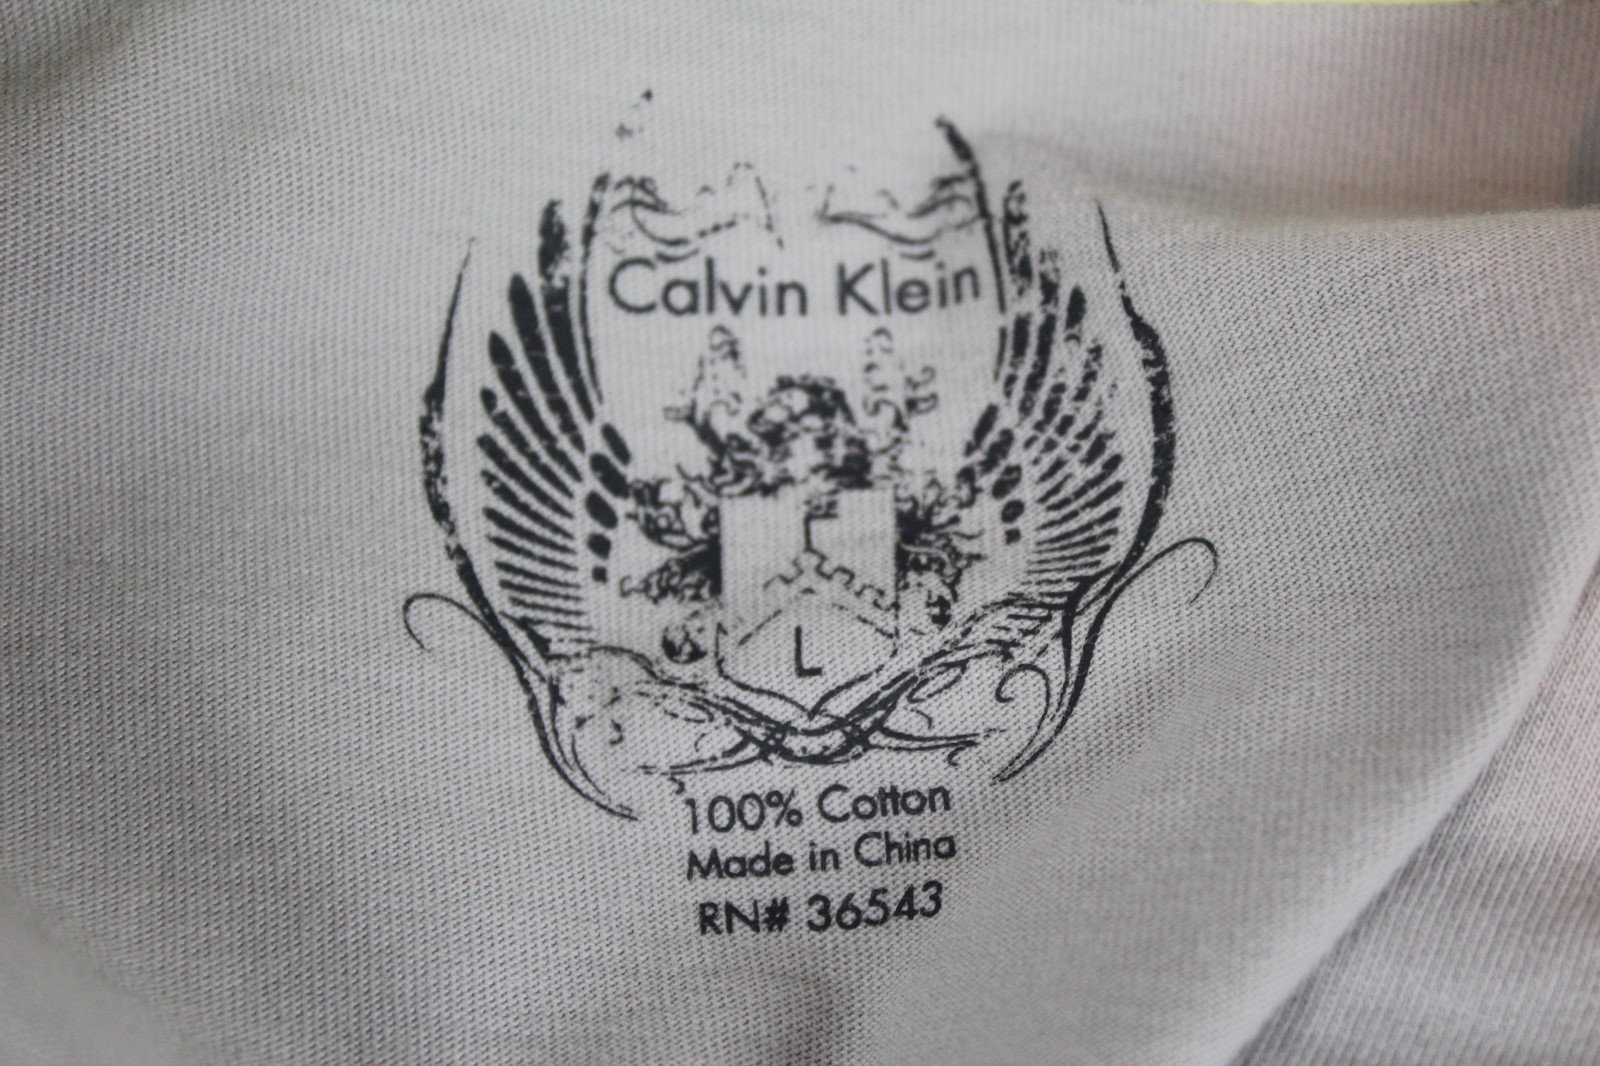 Calvin Klein
L
100% Cotton
Made in China
RN# 36543